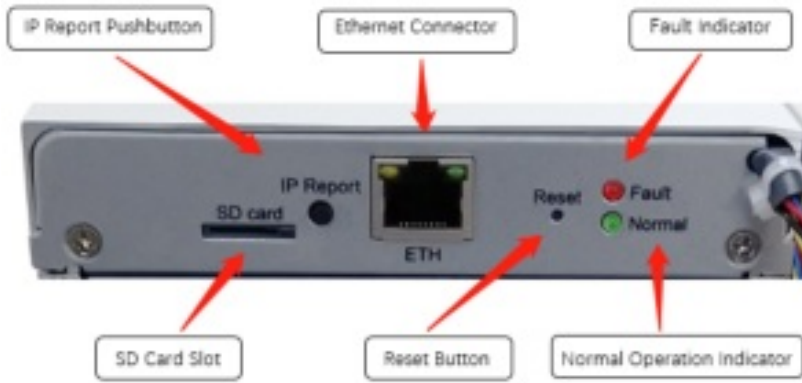 IP Report Pushbutton
Ethernet Connector
Fault Indicator
IP Report
SD card
Reset
Fault
Normal
ETH
SD Card Slot
Reset Button
Normal Operation Indicator